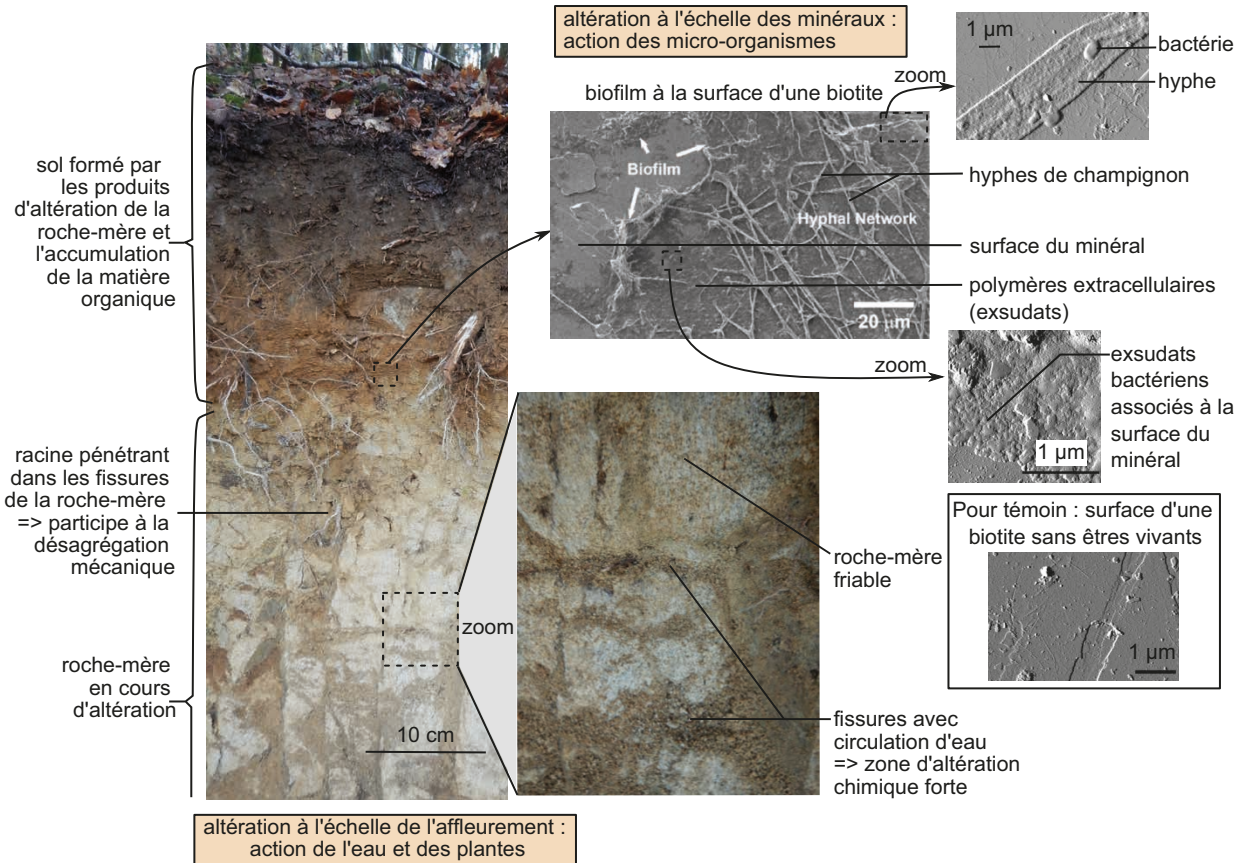 altération à l'échelle des minéraux :
action des micro-organismes
1 µm
bactérie
hyphe
zoom
biofilm à la surface d'une biotite
Biofilm
hyphes de champignon
Hyphal Network
surface du minéral
polymères extracellulaires
(exsudats)
20 µm
zoom
exsudats
bactériens
associés à la
surface du
minéral
1 µm
Pour témoin : surface d'une
biotite sans êtres vivants
1 µm
sol formé par
les produits
d'altération de la
roche-mère et
l'accumulation
de la matière
organique
racine pénétrant
dans les fissures
de la roche-mère
=> participe à la
désagrégation
mécanique
roche-mère
en cours
d'altération
10 cm
zoom
roche-mère
friable
fissures avec
circulation d'eau
=> zone d'altération
chimique forte
altération à l'échelle de l'affleurement :
action de l'eau et des plantes